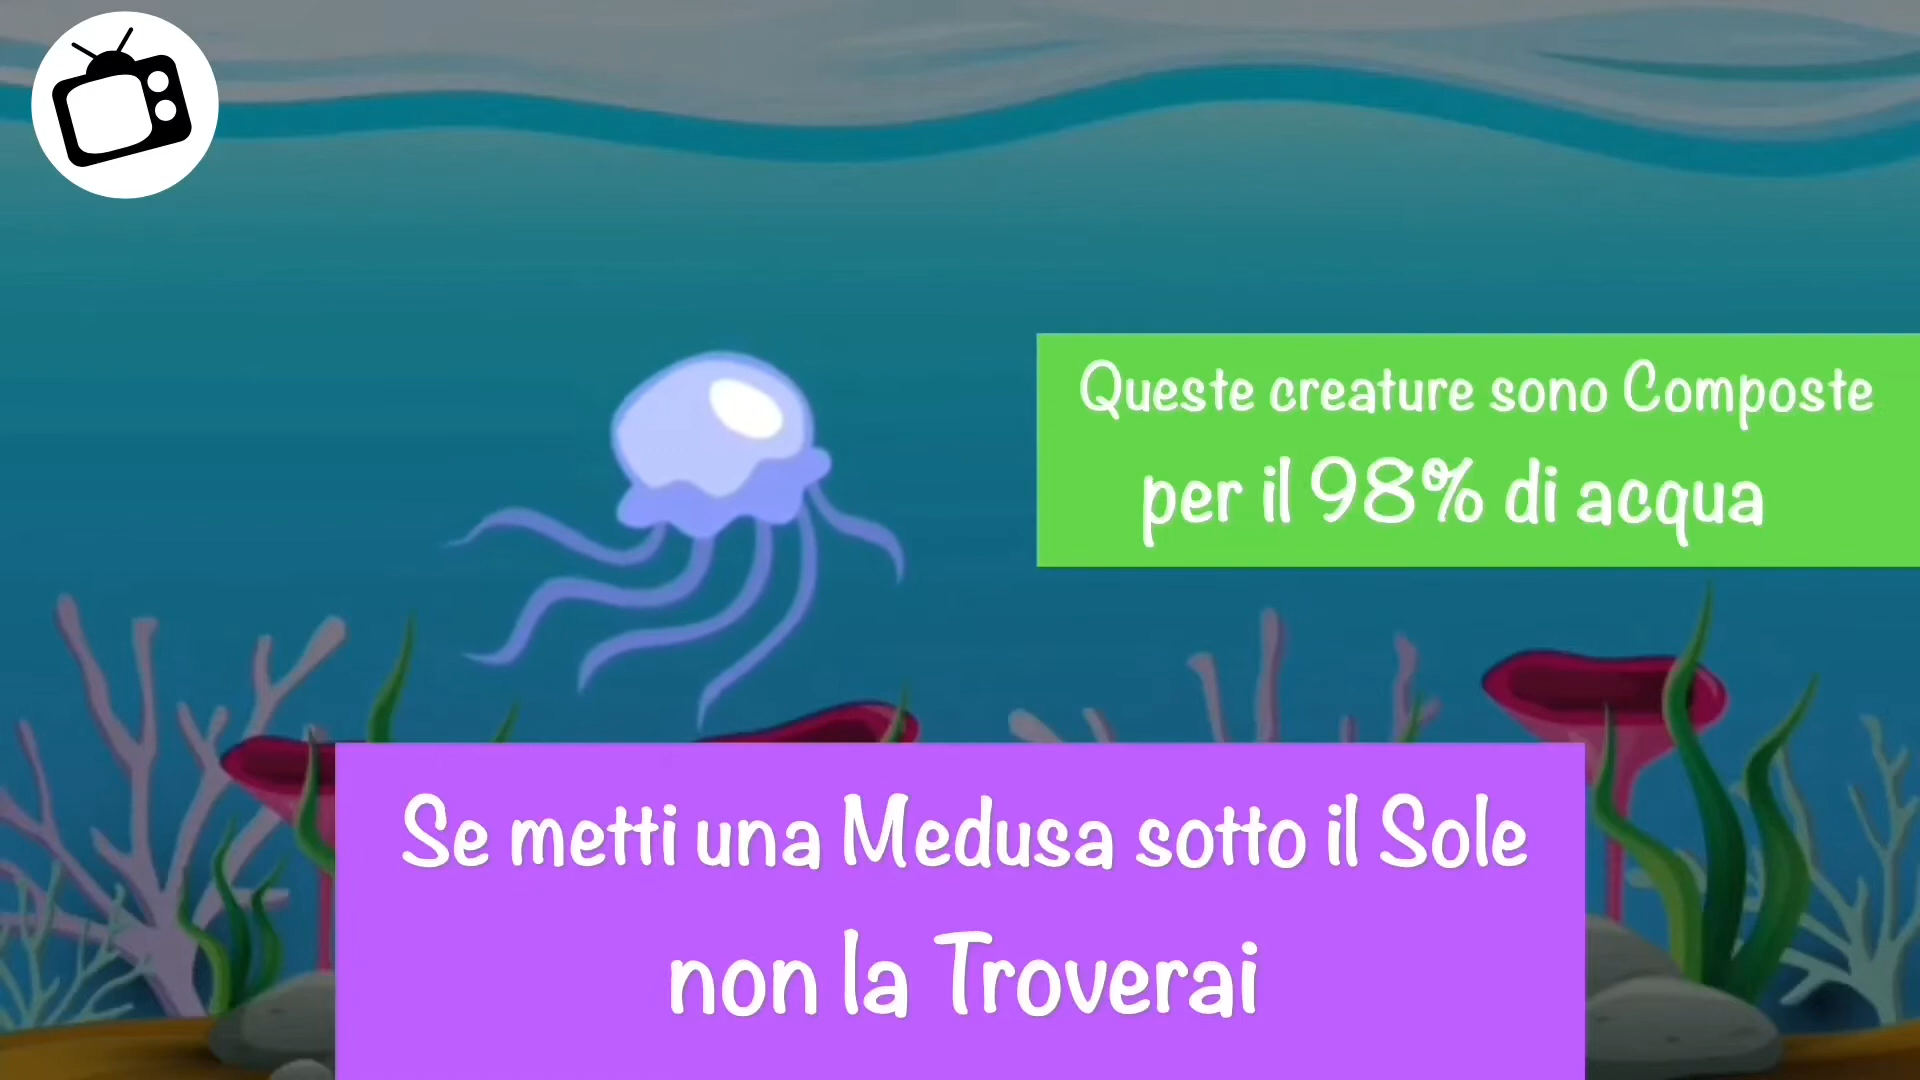 Queste creature sono Composte
per il 98% di acqua
Se metti una Medusa sotto il Sole
non la Troverai